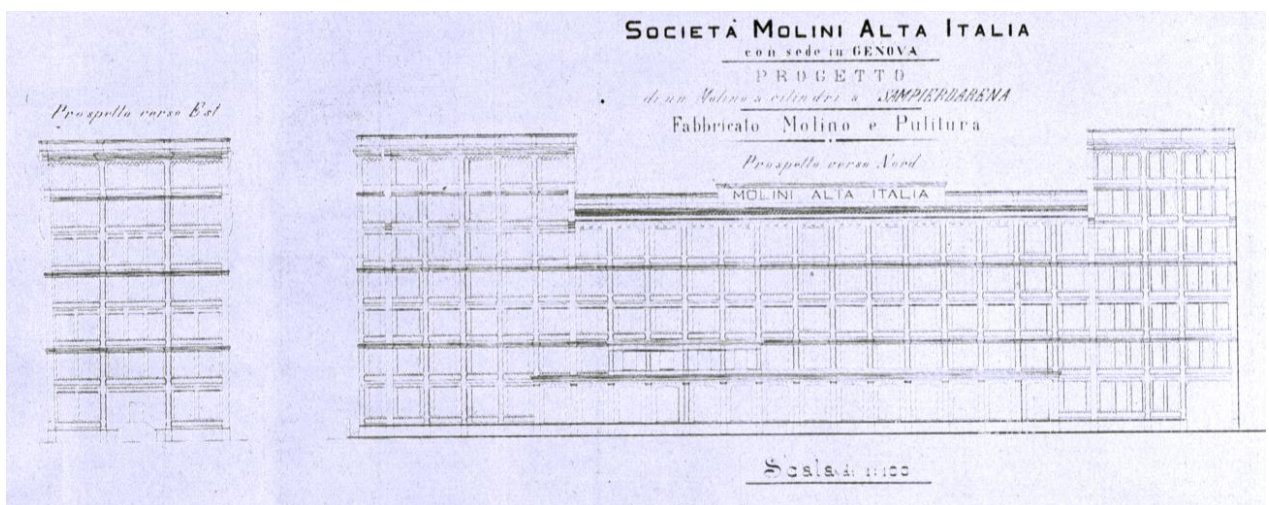 SOCIETÀ MOLINI ALTA ITALIA
con sede in GENOVA
PROGETTO
di un Molino a cilindri a SAMPIERDARENA
Fabbricato Molino e Pulitura
Prospetto verso Est
Prospetto verso Nord
MOLINI ALTA ITALIA
Scala